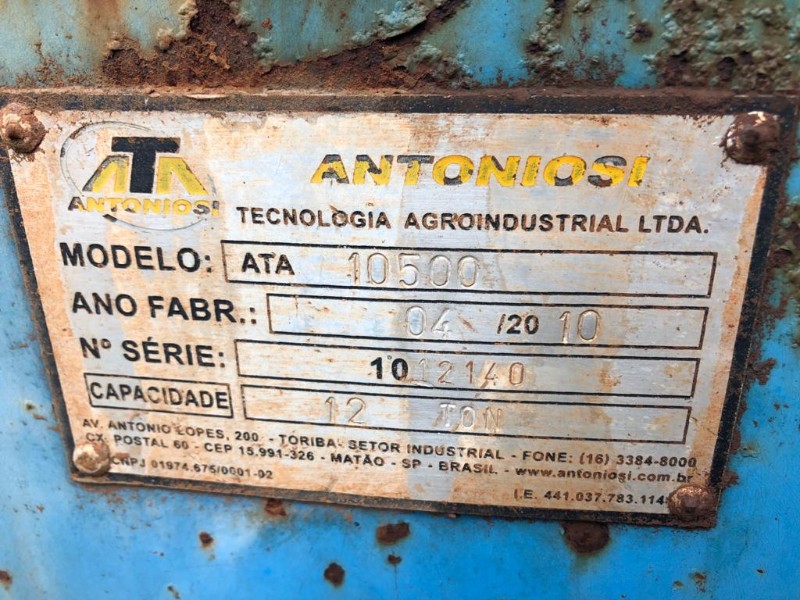 ATA
ANTONIOSI
ANTONIOSI
TECNOLOGIA AGROINDUSTRIAL LTDA.
MODELO: ATA 10500
ANO FABR.: 04 /20 10
Nº SÉRIE: 1012140
CAPACIDADE 12 TON
AV. ANTONIO LOPES, 200 - TORIBA- SETOR INDUSTRIAL - FONE: (16) 3384-8000
CX. POSTAL 60 - CEP 15.991-326 - MATÃO - SP - BRASIL - www.antoniosi.com.br
CNPJ 01974.675/0001-02
I.E. 441.037.783.114